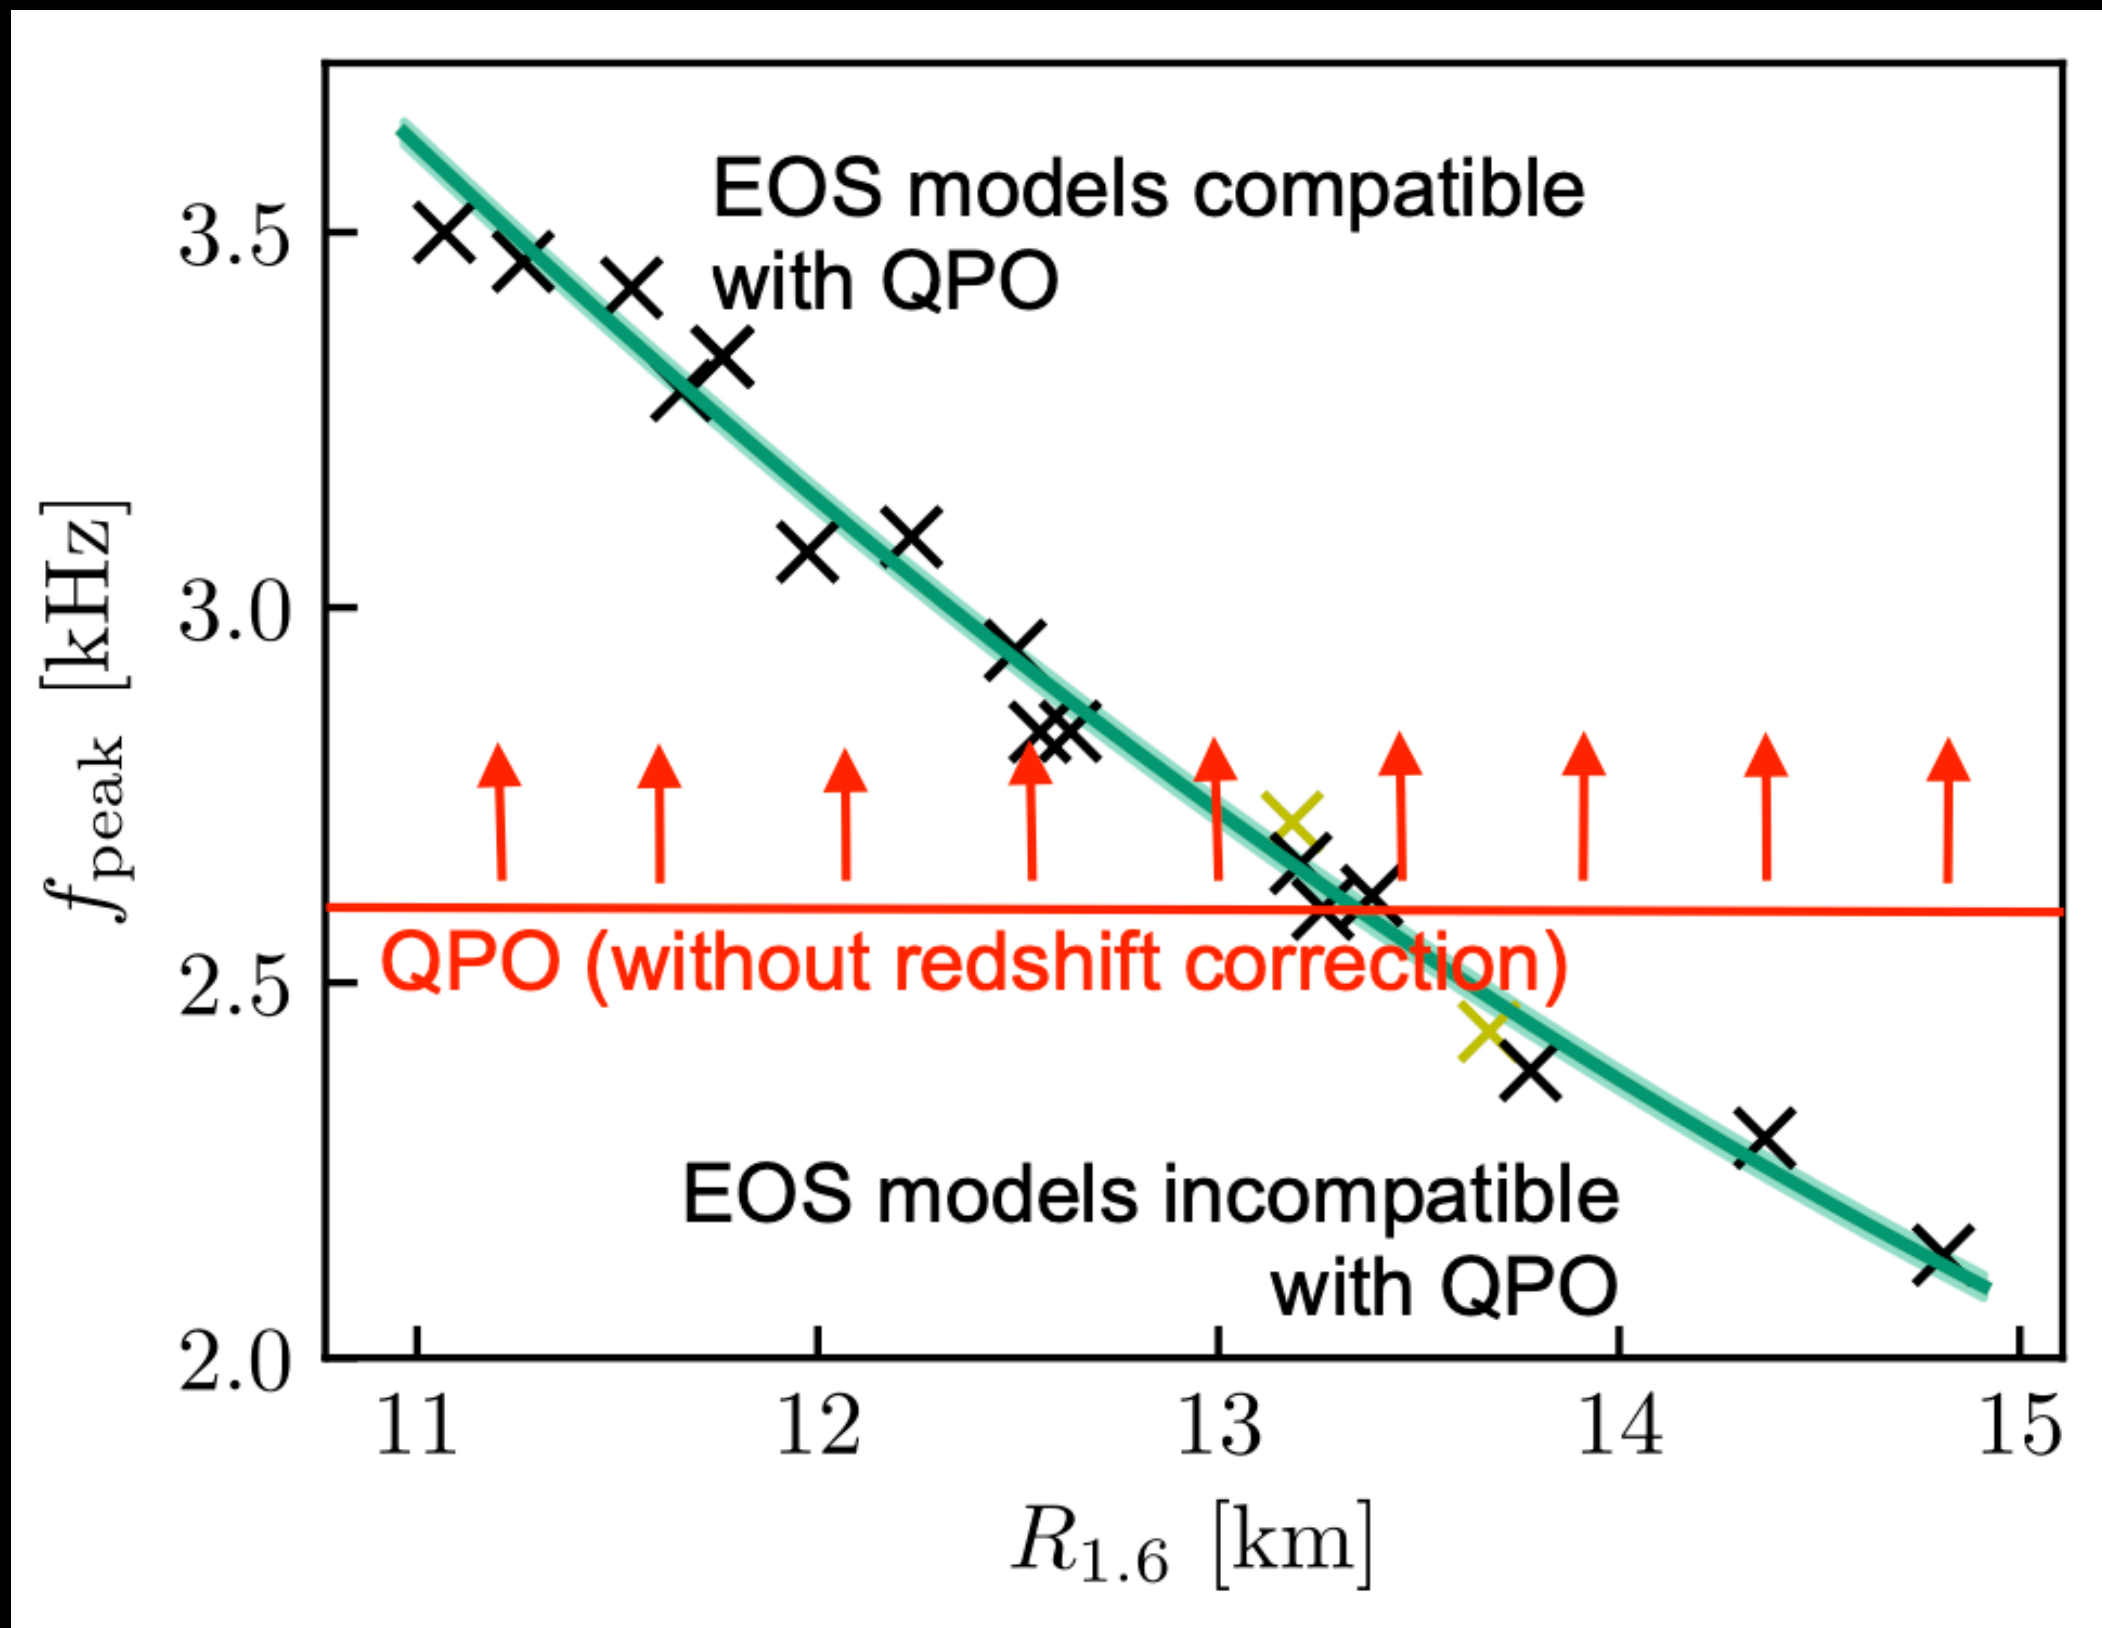 EOS models compatible
with QPO
3.5
3.0
2.5
2.0
f_peak [kHz]
QPO (without redshift correction)
EOS models incompatible
with QPO
11 12 13 14 15
R_1.6 [km]